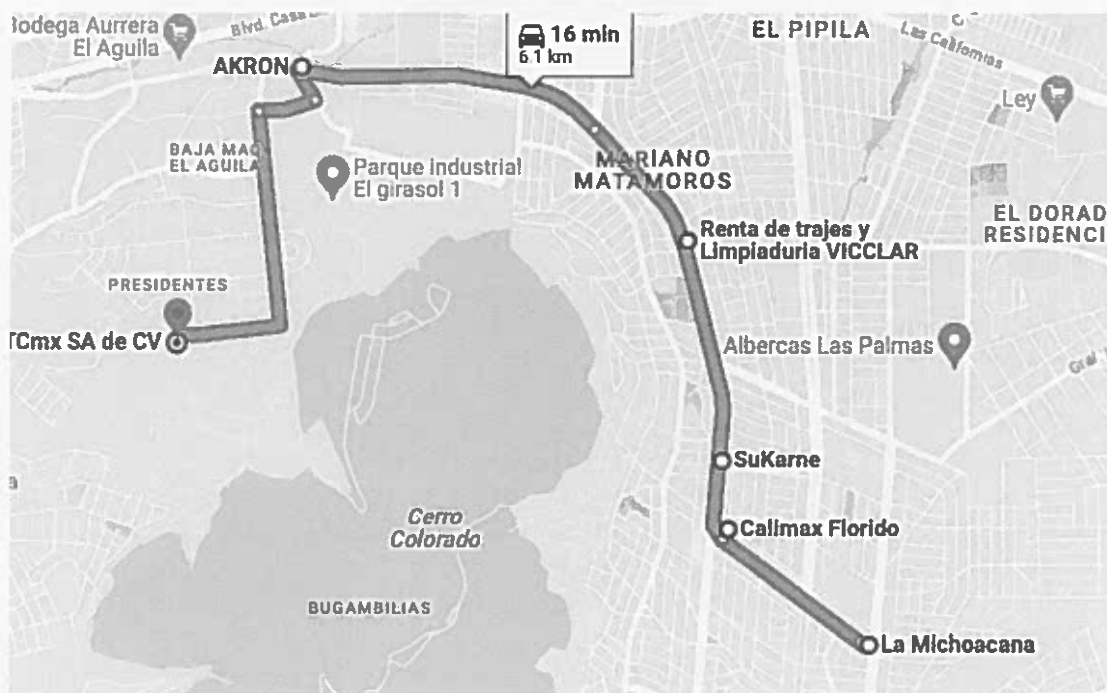 Bodega Aurrera
El Aguila
Blvd. Casa
16 min
6.1 km
EL PIPILA
Las Californias
AKRON
Ley
BAJA MAQ
EL AGUILA
Parque industrial
El girasol 1
MARIANO
MATAMOROS
Renta de trajes y
Limpiaduria VICCLAR
EL DORAD
RESIDENCI
PRESIDENTES
TCmx SA de CV
Albercas Las Palmas
Gral.
SuKarne
a
Cerro
Colorado
Calimax Florido
BUGAMBILIAS
La Michoacana